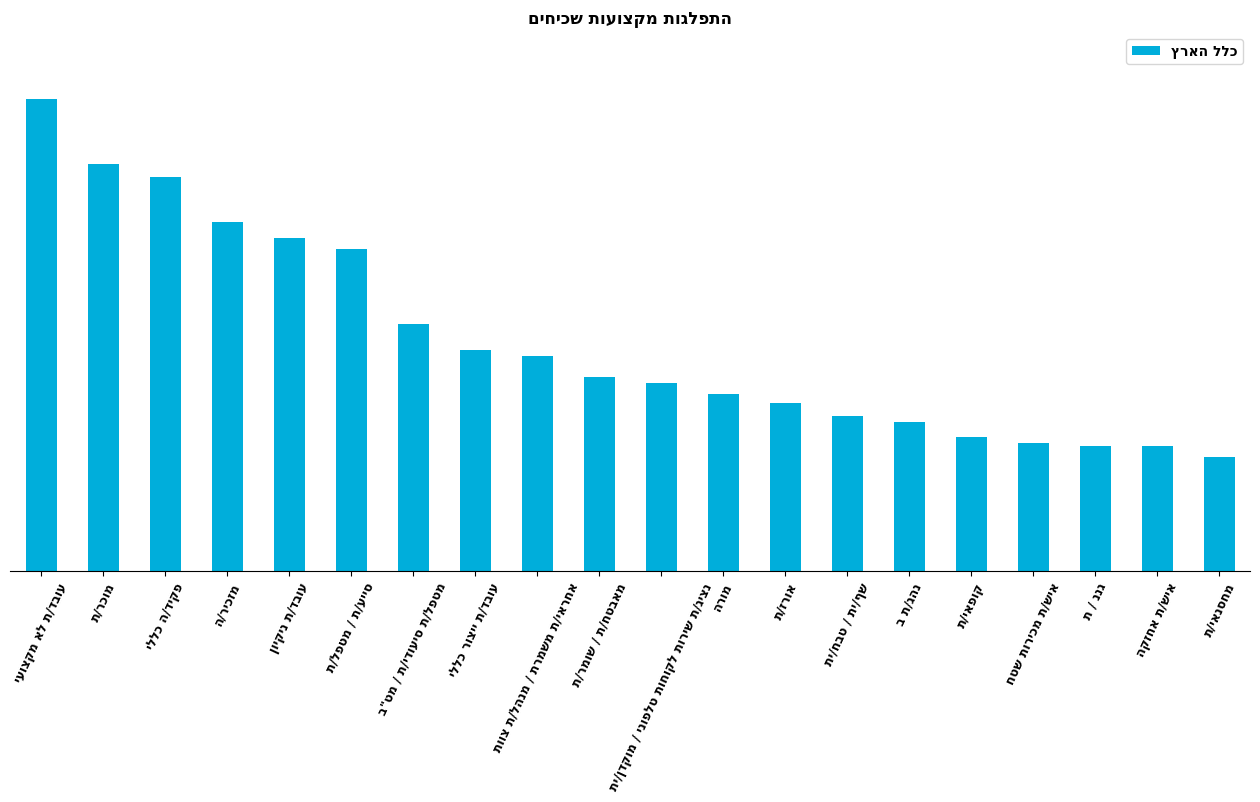 התפלגות מקצועות שכיחים
כלל הארץ
עובד/ת לא מקצועי
מוכר/ת
פקיד/ה כללי
מזכיר/ה
עובד/ת ניקיון
סייע/ת / מטפל/ת
מטפל/ת סיעודי/ת / מט"ב
עובד/ת ייצור כללי
אחראי/ת משמרת / מנהל/ת צוות
מאבטח/ת / שומר/ת
נציג/ת שירות לקוחות טלפוני / מוקדן/ית
מורה
אורז/ת
שף/ית / טבח/ית
נהג/ת ב
קופאי/ת
איש/ת מכירות שטח
גנן / ת
איש/ת אחזקה
מחסנאי/ת